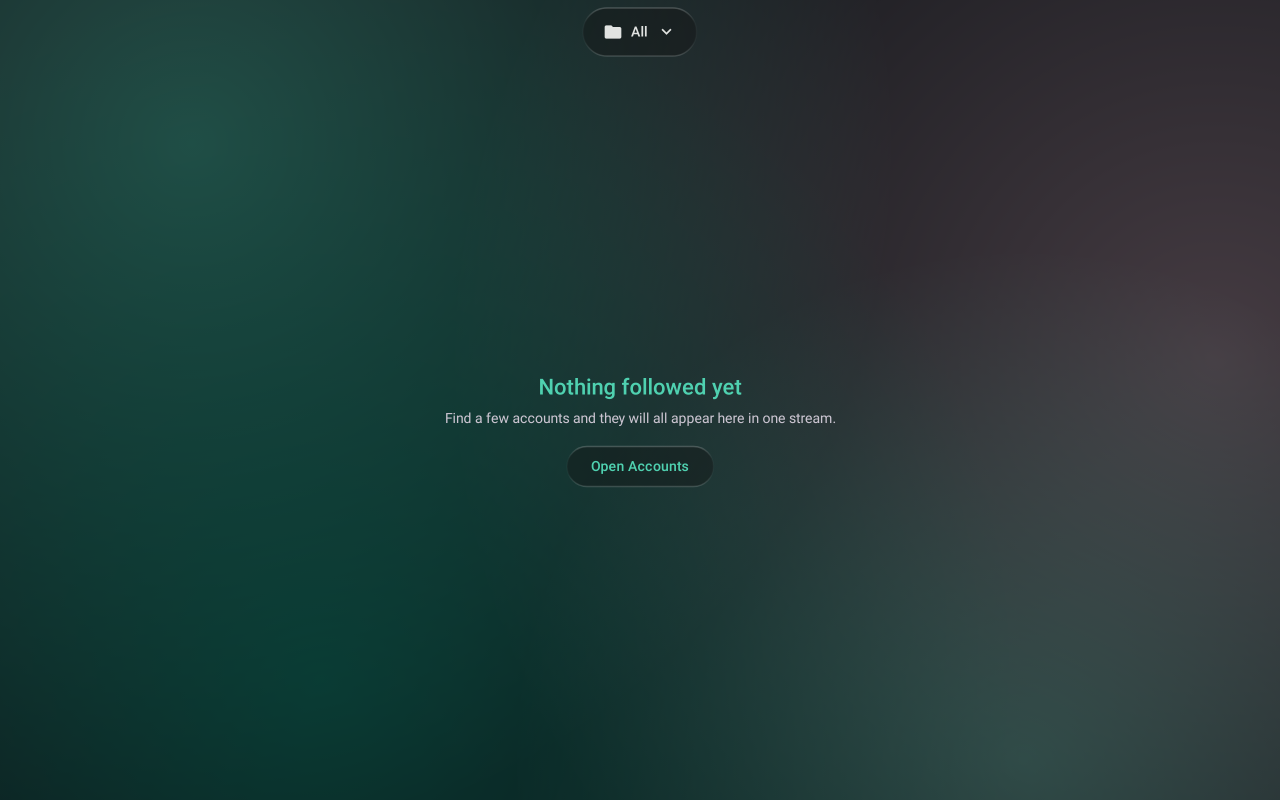 All
Nothing followed yet
Find a few accounts and they will all appear here in one stream.
Open Accounts